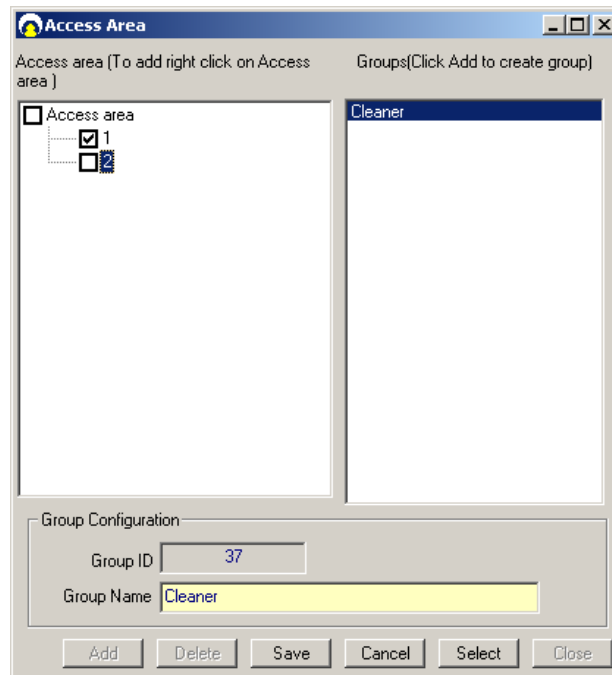 Access Area
Access area (To add right click on Access
area )
Groups(Click Add to create group)
Access area
1
2
Cleaner
Group Configuration
Group ID 37
Group Name Cleaner
Add Delete Save Cancel Select Close